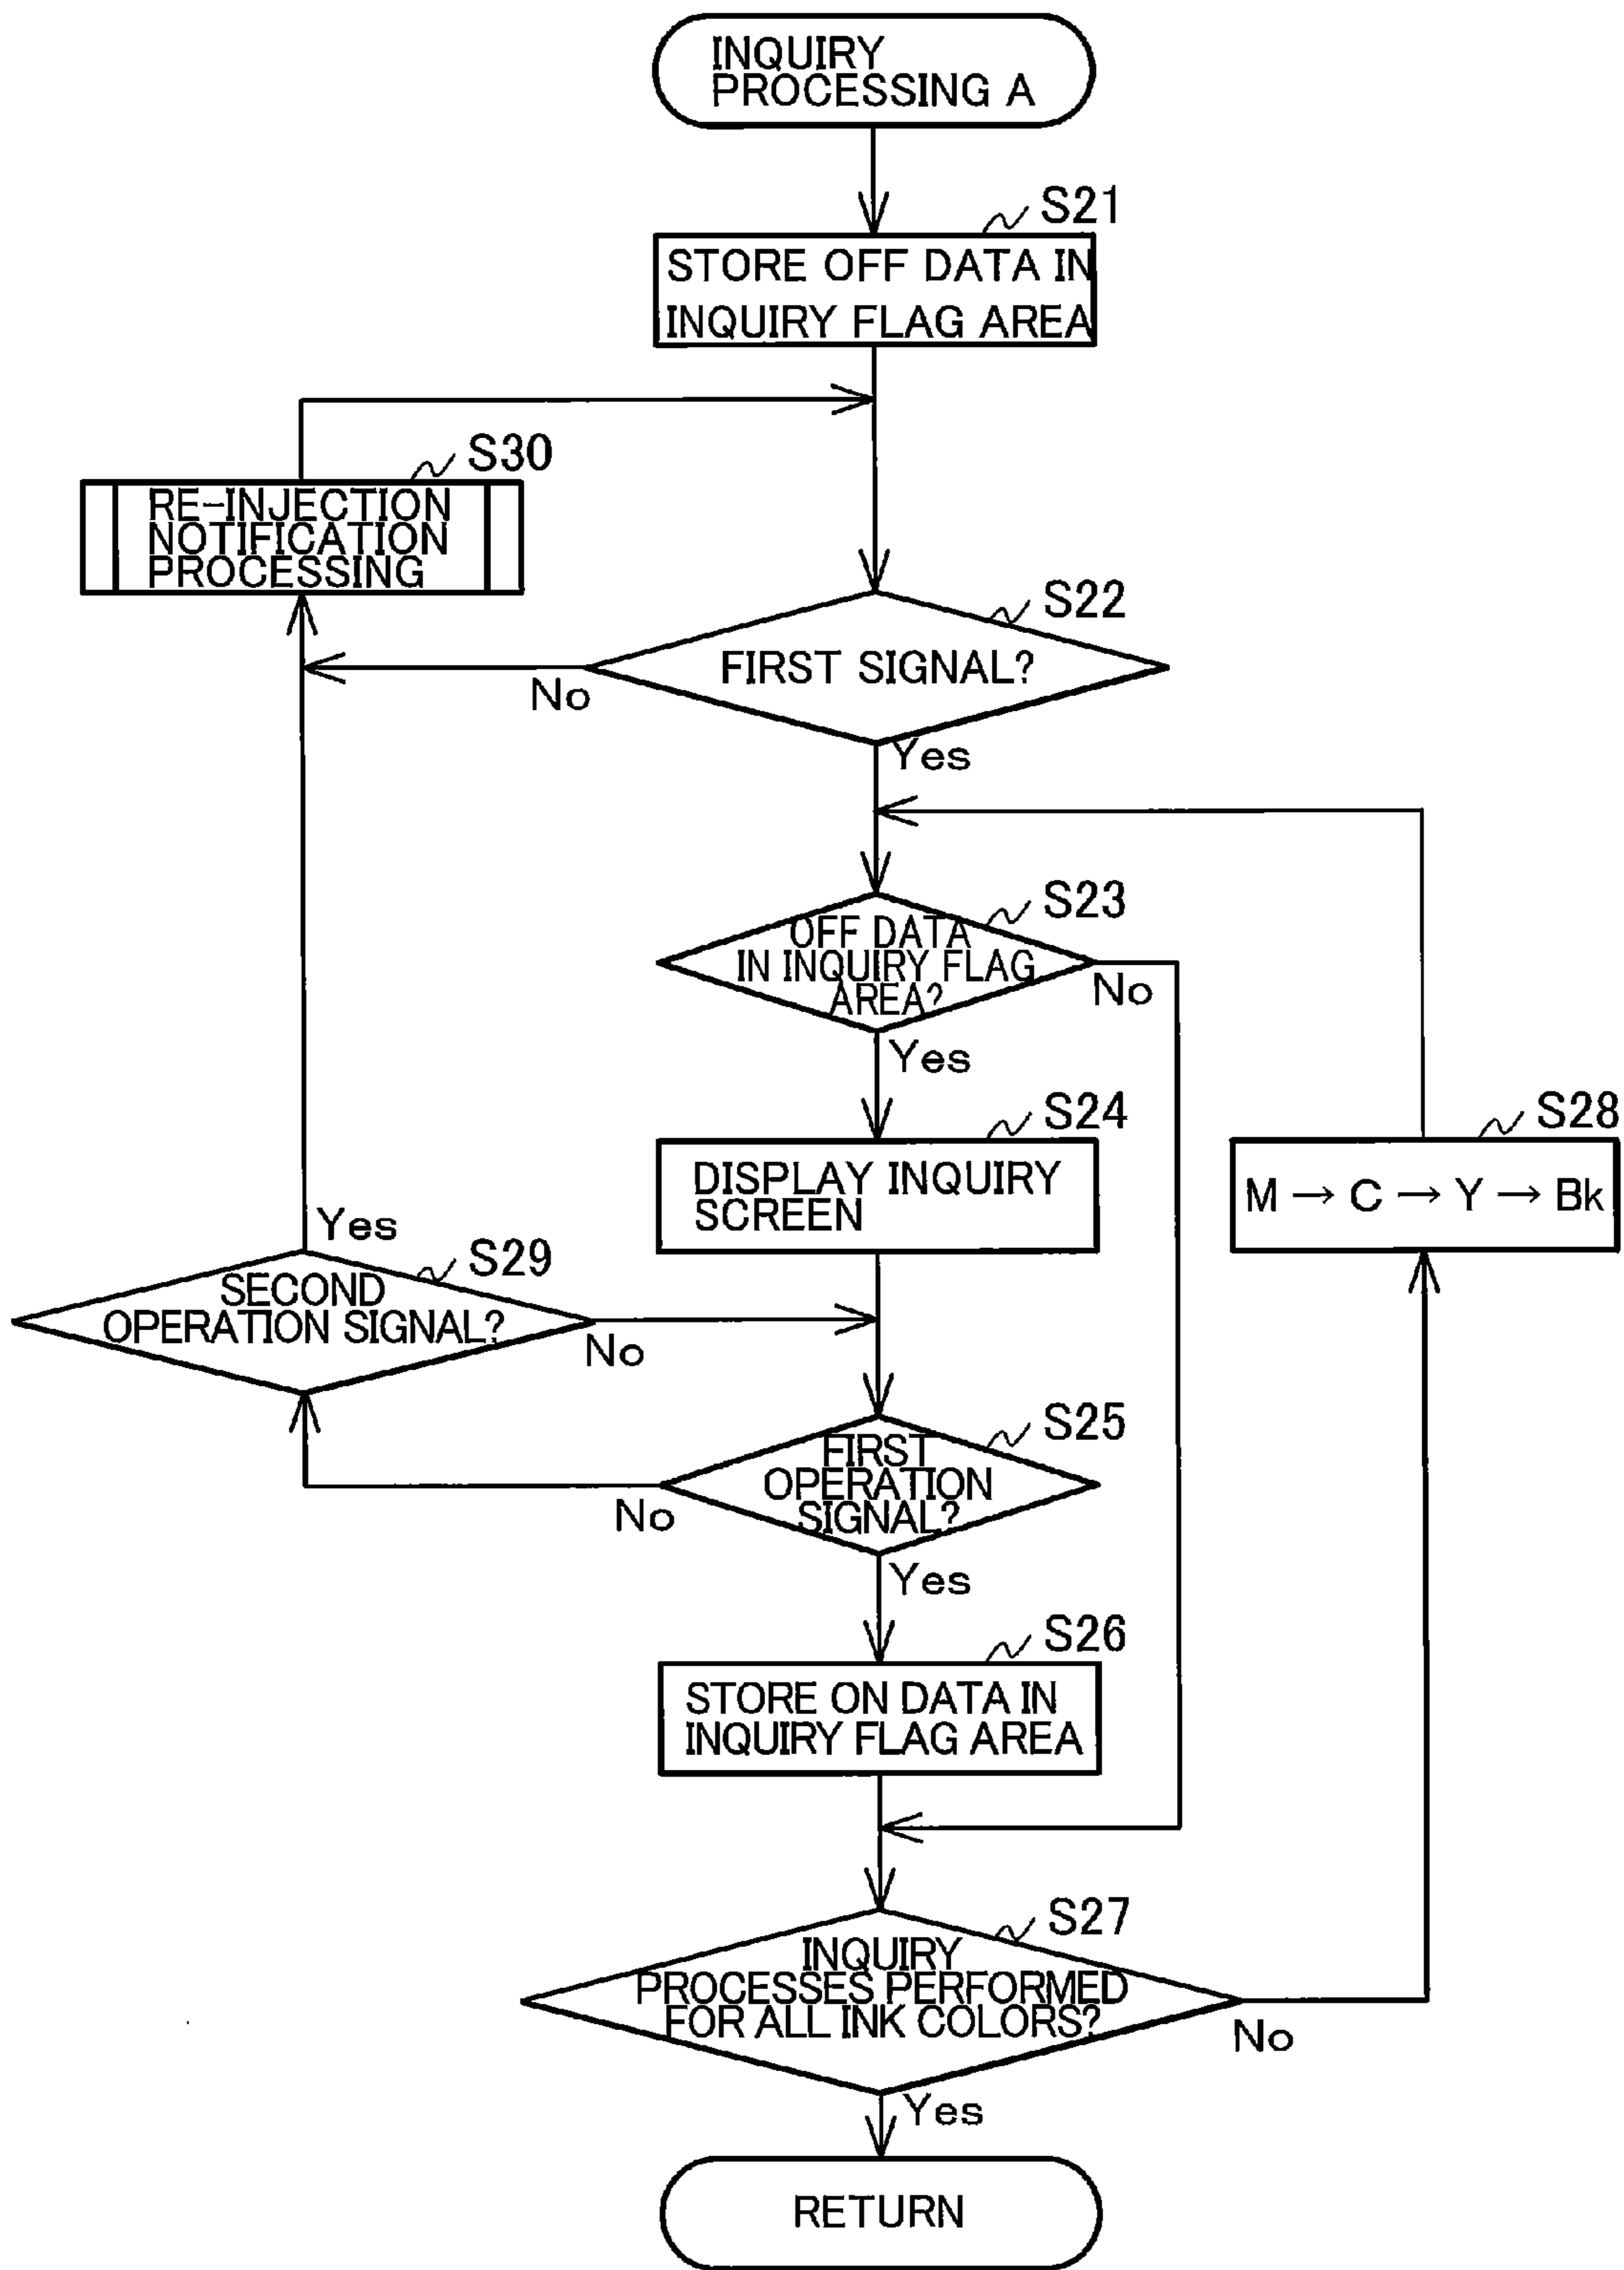 INQUIRY
PROCESSING A
S21
STORE OFF DATA IN
INQUIRY FLAG AREA
S30
RE-INJECTION
NOTIFICATION
PROCESSING
S22
FIRST SIGNAL?
No
Yes
S23
OFF DATA
IN INQUIRY FLAG
AREA?
No
Yes
S24
DISPLAY INQUIRY
SCREEN
S28
M → C → Y → Bk
Yes
S29
SECOND
OPERATION SIGNAL?
No
S25
FIRST
OPERATION
SIGNAL?
No
Yes
S26
STORE ON DATA IN
INQUIRY FLAG AREA
S27
INQUIRY
PROCESSES PERFORMED
FOR ALL INK COLORS?
No
Yes
RETURN